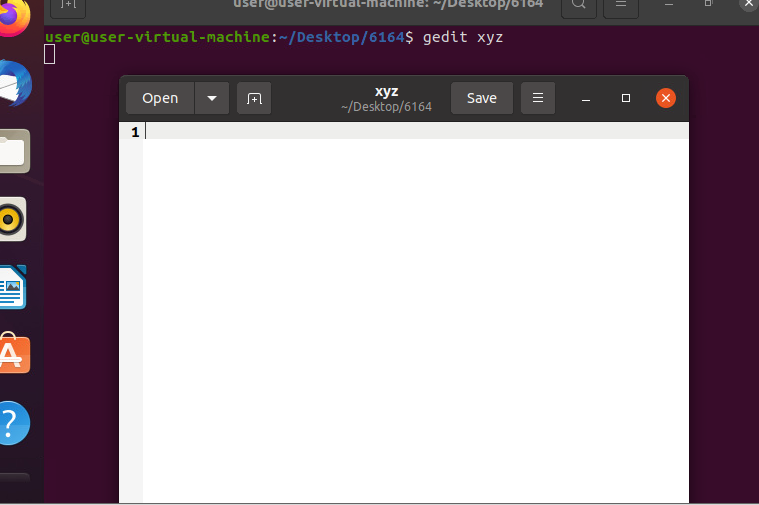 user@user-virtual-machine: ~/Desktop/6164
user@user-virtual-machine:~/Desktop/6164$ gedit xyz
Open
xyz
~/Desktop/6164
Save
1